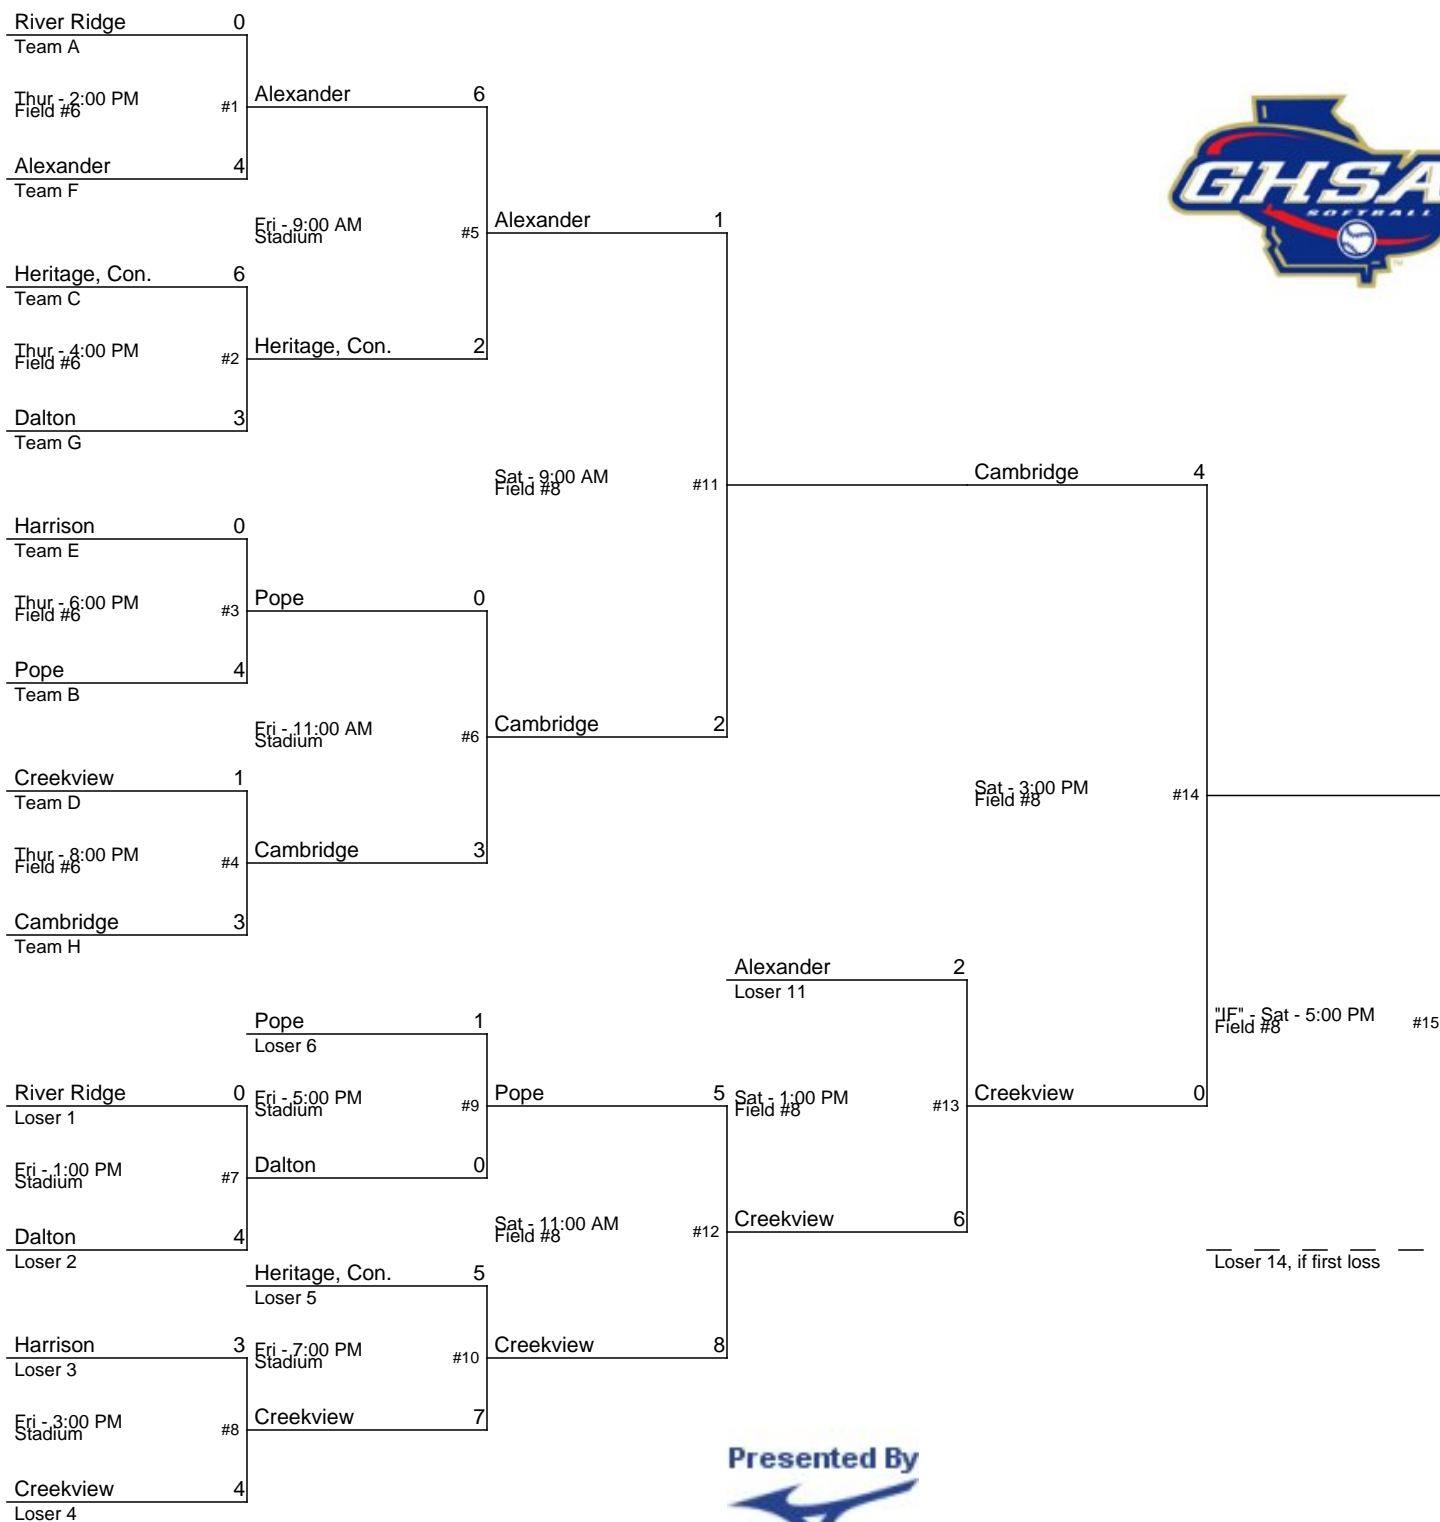 River Ridge 0
Team A
Thur - 2:00 PM
Field #6
#1
Alexander 4
Team F
Alexander 6
Fri - 9:00 AM
Stadium
#5
Heritage, Con. 2
Heritage, Con. 6
Team C
Thur - 4:00 PM
Field #6
#2
Dalton 3
Team G
Alexander 1
Sat - 9:00 AM
Field #8
#11
Cambridge 2
Harrison 0
Team E
Thur - 6:00 PM
Field #6
#3
Pope 4
Team B
Pope 0
Fri - 11:00 AM
Stadium
#6
Cambridge 3
Creekview 1
Team D
Thur - 8:00 PM
Field #6
#4
Cambridge 3
Team H
GHSA
SOFTBALL
TM
Cambridge 4
Sat - 3:00 PM
Field #8
#14
Creekview 0
"IF" - Sat - 5:00 PM
Field #8
#15
Loser 14, if first loss
Alexander 2
Loser 11
Sat - 1:00 PM
Field #8
#13
Creekview 6
Pope 1
Loser 6
Fri - 5:00 PM
Stadium
#9
Dalton 0
Pope 5
Sat - 11:00 AM
Field #8
#12
Creekview 8
River Ridge 0
Loser 1
Fri - 1:00 PM
Stadium
#7
Dalton 4
Loser 2
Heritage, Con. 5
Loser 5
Fri - 7:00 PM
Stadium
#10
Creekview 7
Harrison 3
Loser 3
Fri - 3:00 PM
Stadium
#8
Creekview 4
Loser 4
Presented By